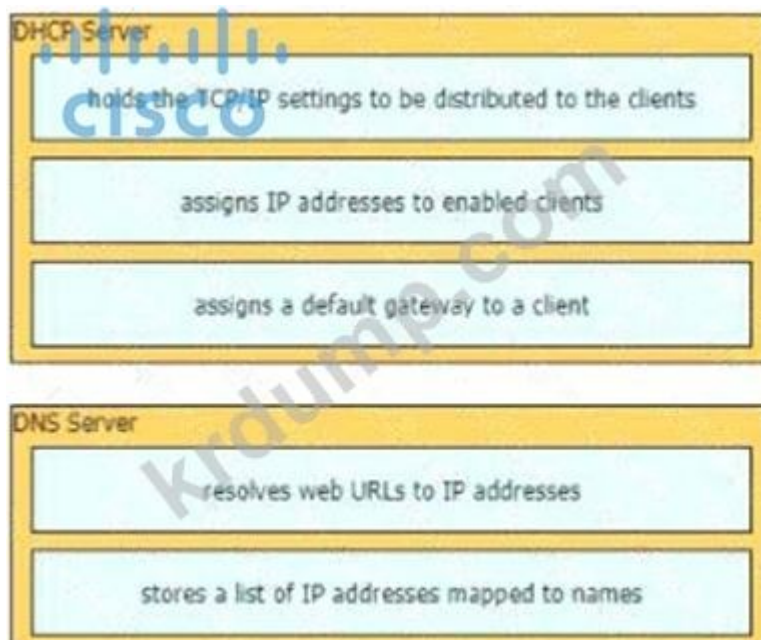 DHCP Server
cisco
holds the TCP/IP settings to be distributed to the clients
assigns IP addresses to enabled clients
assigns a default gateway to a client
krdump.com
DNS Server
resolves web URLs to IP addresses
stores a list of IP addresses mapped to names